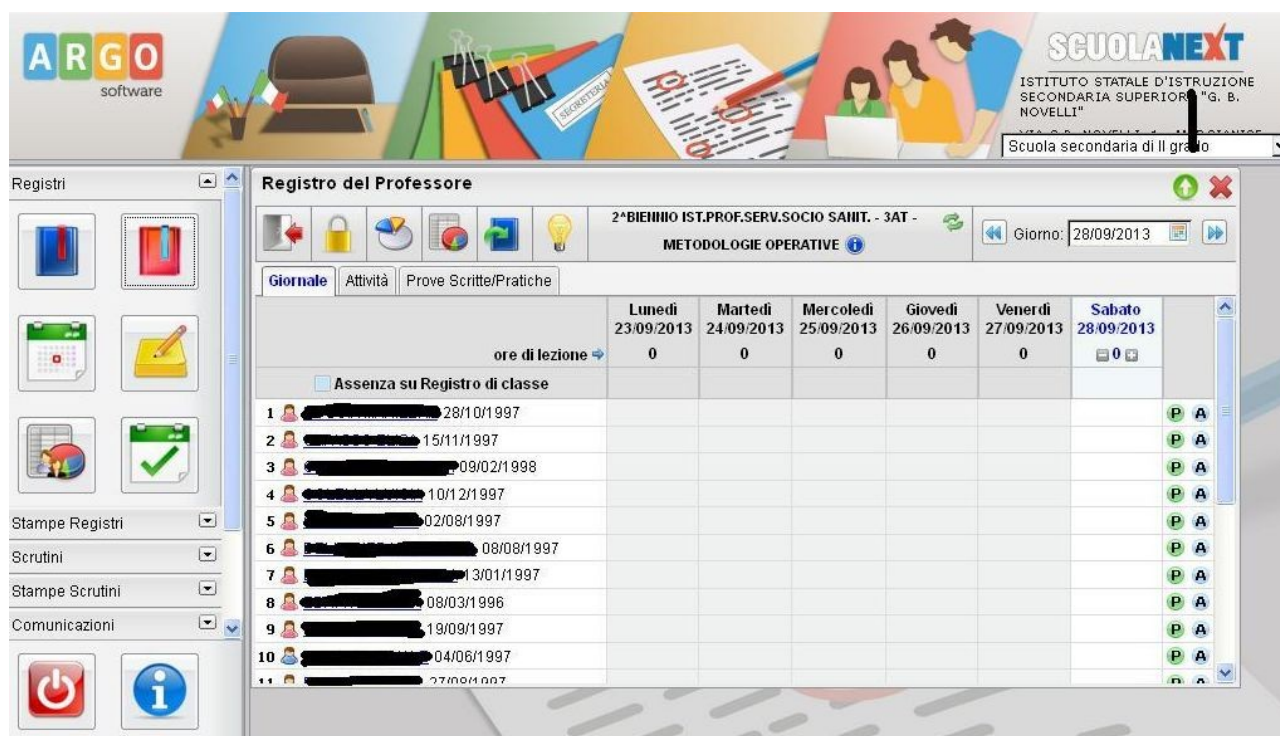 ARGO
software
SEGRETERIA
SCUOLANEXT
ISTITUTO STATALE D'ISTRUZIONE
SECONDARIA SUPERIORE "G. B.
NOVELLI"
Scuola secondaria di II grado
Registri
Registro del Professore
2^BIENNIO IST.PROF.SERV.SOCIO SANIT. - 3AT -
METODOLOGIE OPERATIVE
Giorno: 28/09/2013
Giornale Attività Prove Scritte/Pratiche
Lunedì Martedì Mercoledì Giovedì Venerdì Sabato
23/09/2013 24/09/2013 25/09/2013 26/09/2013 27/09/2013 28/09/2013
ore di lezione 0 0 0 0 0 0
Assenza su Registro di classe
1 28/10/1997 P A
2 15/11/1997 P A
3 09/02/1998 P A
4 10/12/1997 P A
5 02/08/1997 P A
6 08/08/1997 P A
7 13/01/1997 P A
8 08/03/1996 P A
9 19/09/1997 P A
10 04/06/1997 P A
11 27/08/1997 P A
Stampe Registri
Scrutini
Stampe Scrutini
Comunicazioni